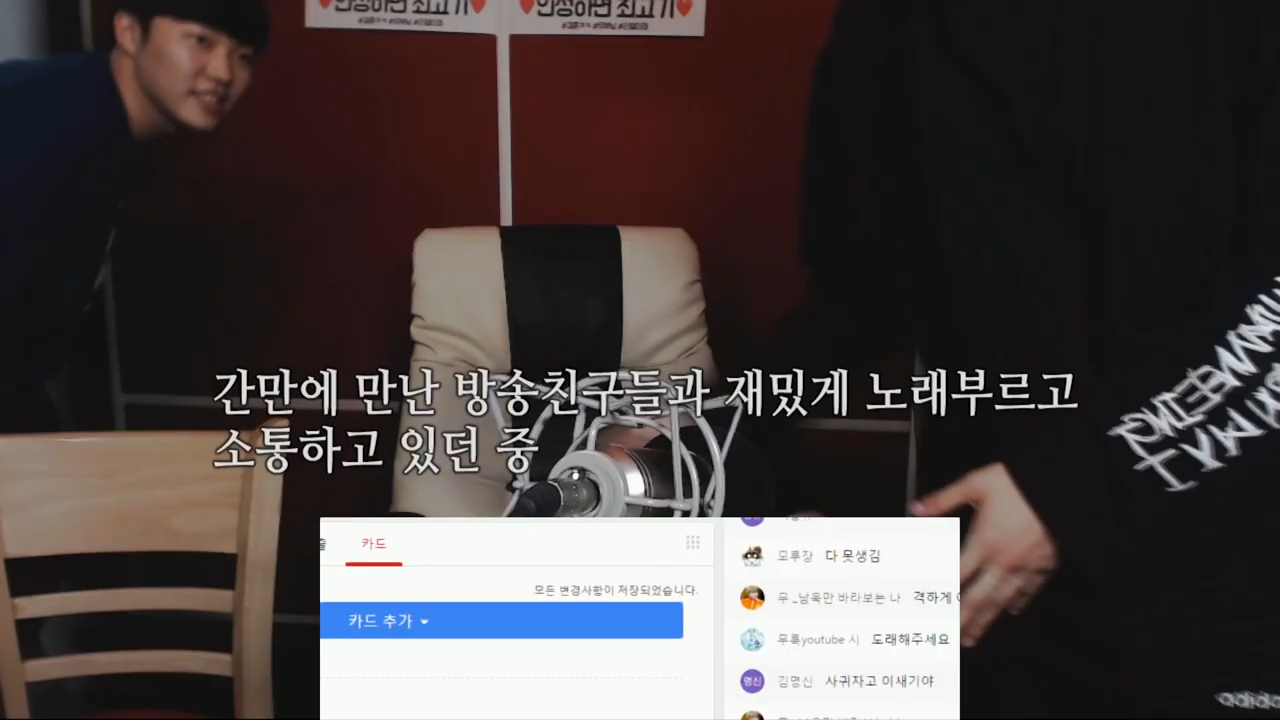 인성하면 최고기
인성하면 최고기
간만에 만난 방송친구들과 재밌게 노래부르고
소통하고 있던 중
카드
모든 변경사항이 저장되었습니다.
카드 추가
모루장 다 못생김
무_남욱만 바라보는 나 격하게
무룩youtube 시 도래해주세요
명신 김명신 사귀자고 이새기야
adidas